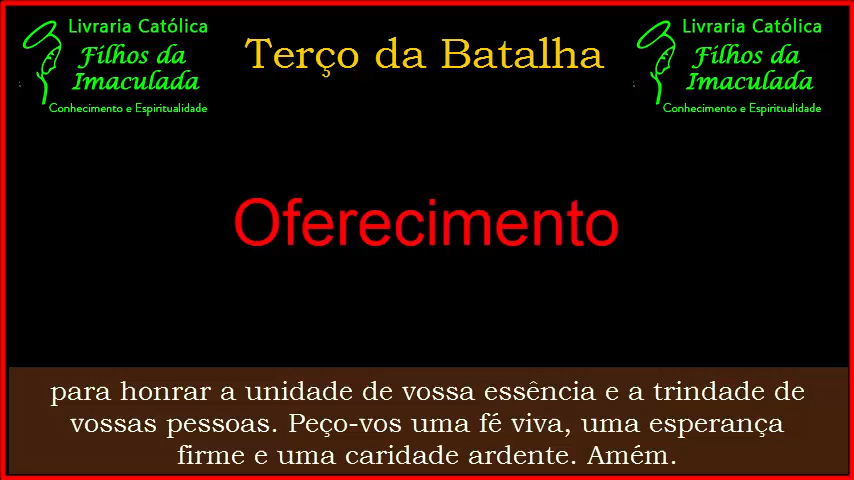 Livraria Católica
Filhos da
Imaculada
Conhecimento e Espiritualidade
Terço da Batalha
Livraria Católica
Filhos da
Imaculada
Conhecimento e Espiritualidade
Oferecimento
para honrar a unidade de vossa essência e a trindade de
vossas pessoas. Peço-vos uma fé viva, uma esperança
firme e uma caridade ardente. Amém.